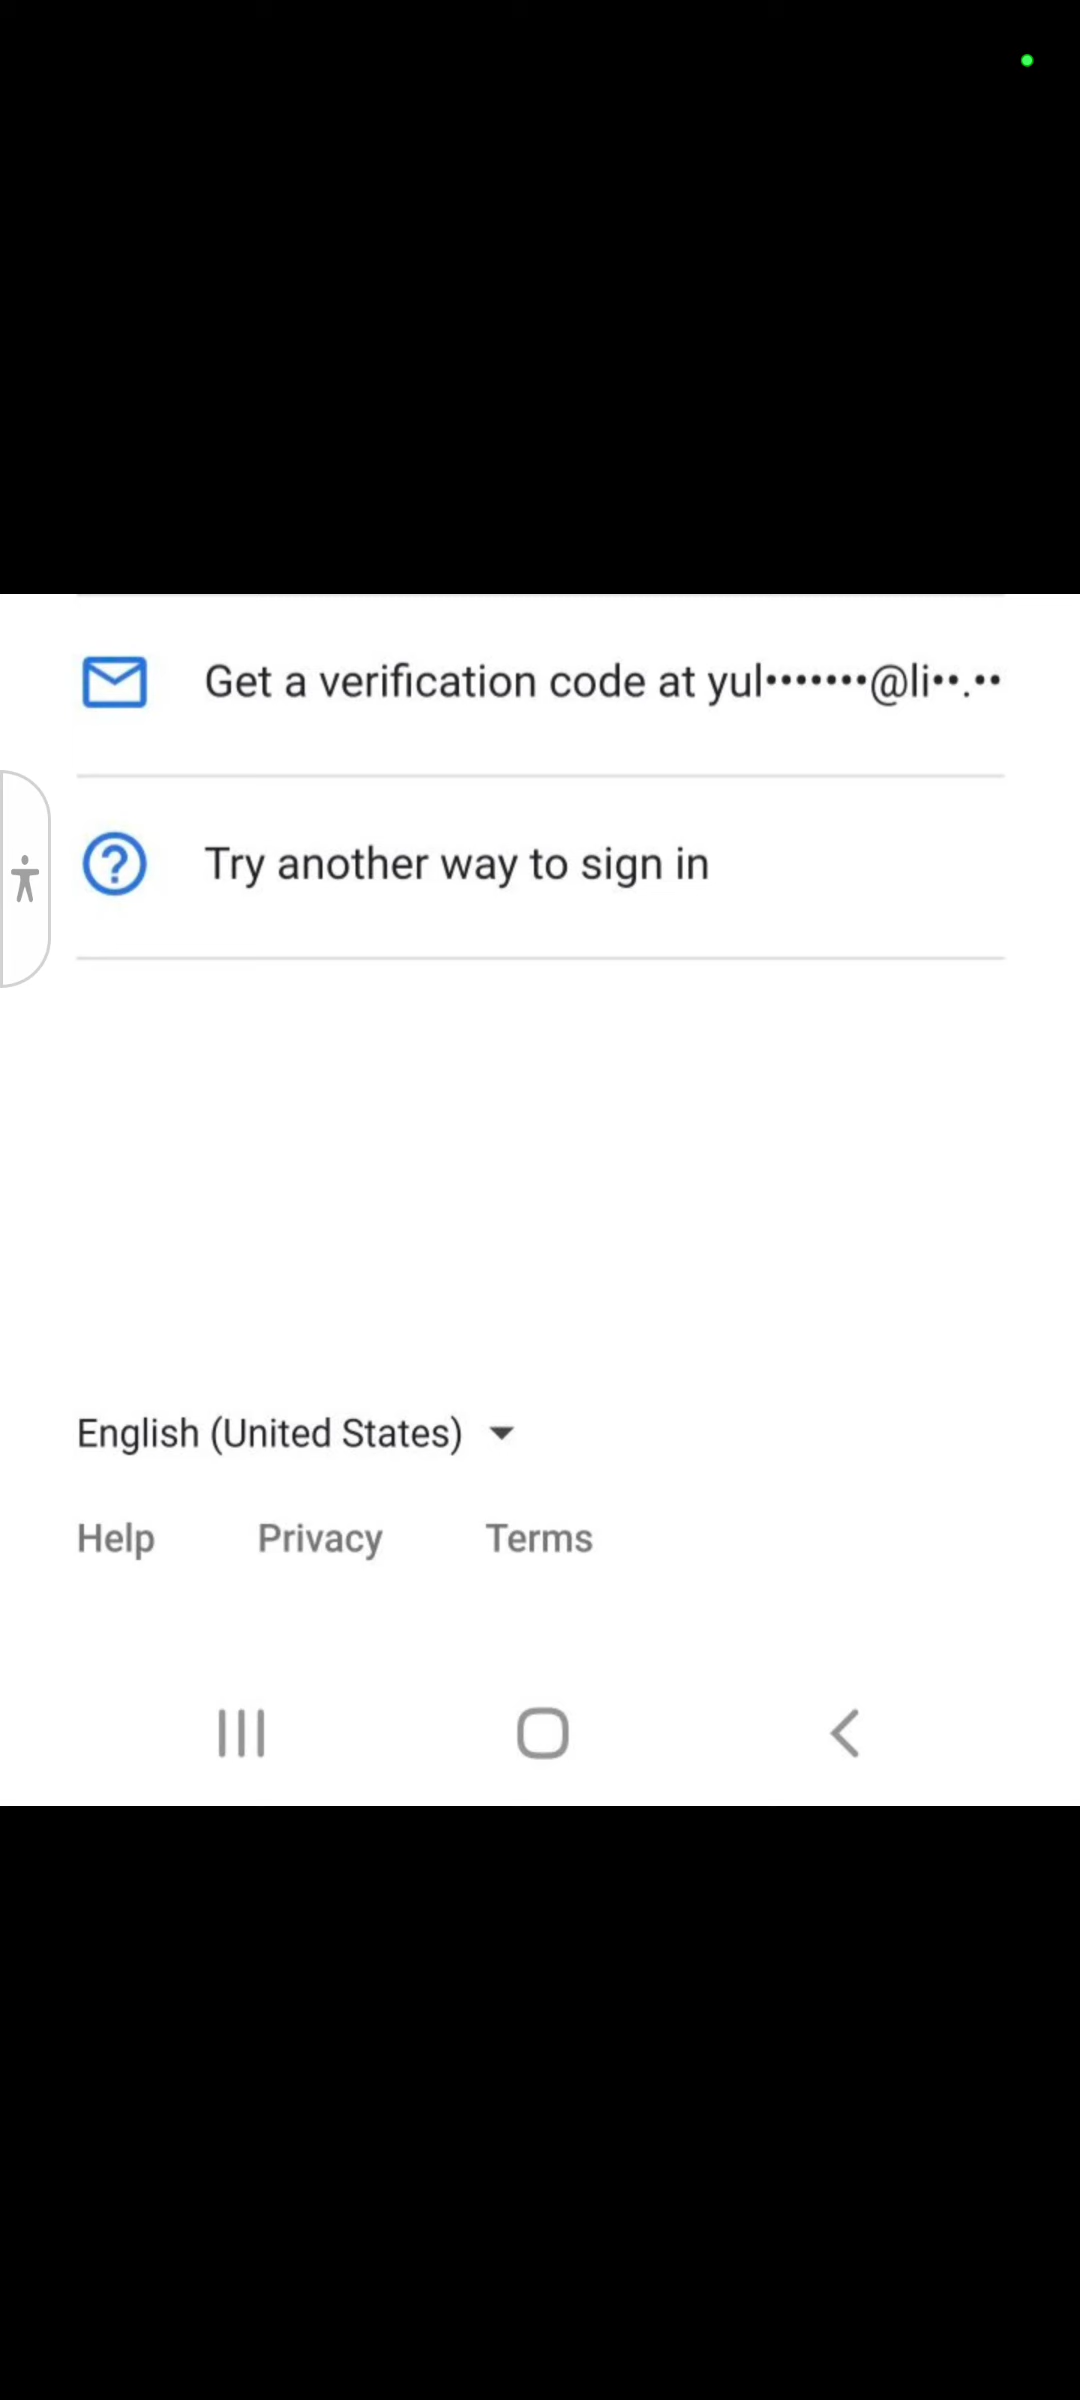 Get a verification code at yul•••••••@li••.••
Try another way to sign in
English (United States)
Help Privacy Terms